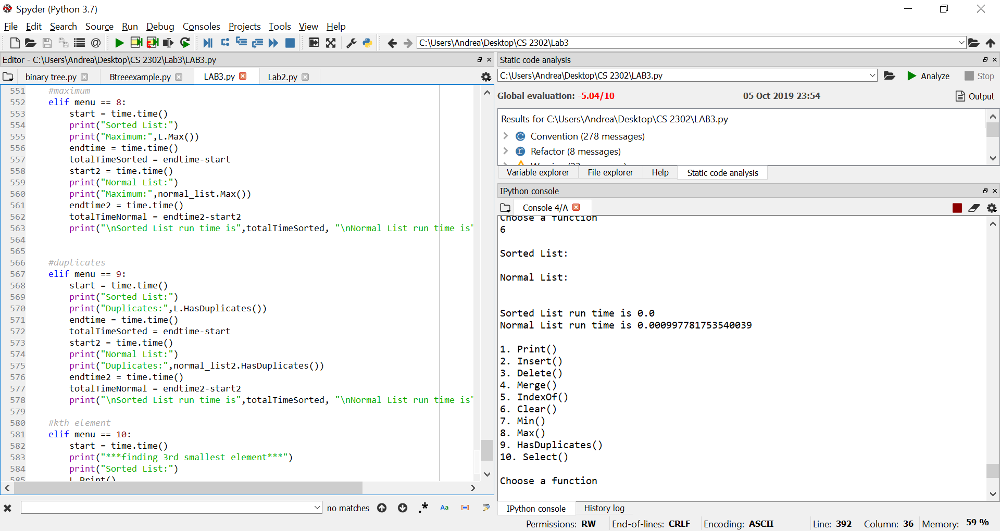 Spyder (Python 3.7)
File Edit Search Source Run Debug Consoles Projects Tools View Help
C:\Users\Andrea\Desktop\CS 2302\Lab3
Editor - C:\Users\Andrea\Desktop\CS 2302\Lab3\LAB3.py
binary tree.py Btreeexample.py LAB3.py Lab2.py
551 #maximum
552 elif menu == 8:
553 start = time.time()
554 print("Sorted List:")
555 print("Maximum:",L.Max())
556 endtime = time.time()
557 totalTimeSorted = endtime-start
558 start2 = time.time()
559 print("Normal List:")
560 print("Maximum:",normal_list.Max())
561 endtime2 = time.time()
562 totalTimeNormal = endtime2-start2
563 print("\nSorted List run time is",totalTimeSorted, "\nNormal List run time is"
564
565
566 #duplicates
567 elif menu == 9:
568 start = time.time()
569 print("Sorted List:")
570 print("Duplicates:",L.HasDuplicates())
571 endtime = time.time()
572 totalTimeSorted = endtime-start
573 start2 = time.time()
574 print("Normal List:")
575 print("Duplicates:",normal_list2.HasDuplicates())
576 endtime2 = time.time()
577 totalTimeNormal = endtime2-start2
578 print("\nSorted List run time is",totalTimeSorted, "\nNormal List run time is"
579
580 #kth element
581 elif menu == 10:
582 start = time.time()
583 print("***finding 3rd smallest element***")
584 print("Sorted List:")
585 L.Print()
no matches
Static code analysis
C:\Users\Andrea\Desktop\CS 2302\LAB3.py
Analyze Stop
Global evaluation: -5.04/10 05 Oct 2019 23:54 Output
Results for C:\Users\Andrea\Desktop\CS 2302\LAB3.py
Convention (278 messages)
Refactor (8 messages)
Variable explorer File explorer Help Static code analysis
IPython console
Console 4/A
Choose a function
6
Sorted List:
Normal List:
Sorted List run time is 0.0
Normal List run time is 0.000997781753540039
1. Print()
2. Insert()
3. Delete()
4. Merge()
5. IndexOf()
6. Clear()
7. Min()
8. Max()
9. HasDuplicates()
10. Select()
Choose a function
IPython console History log
Permissions: RW End-of-lines: CRLF Encoding: ASCII Line: 392 Column: 36 Memory: 59 %